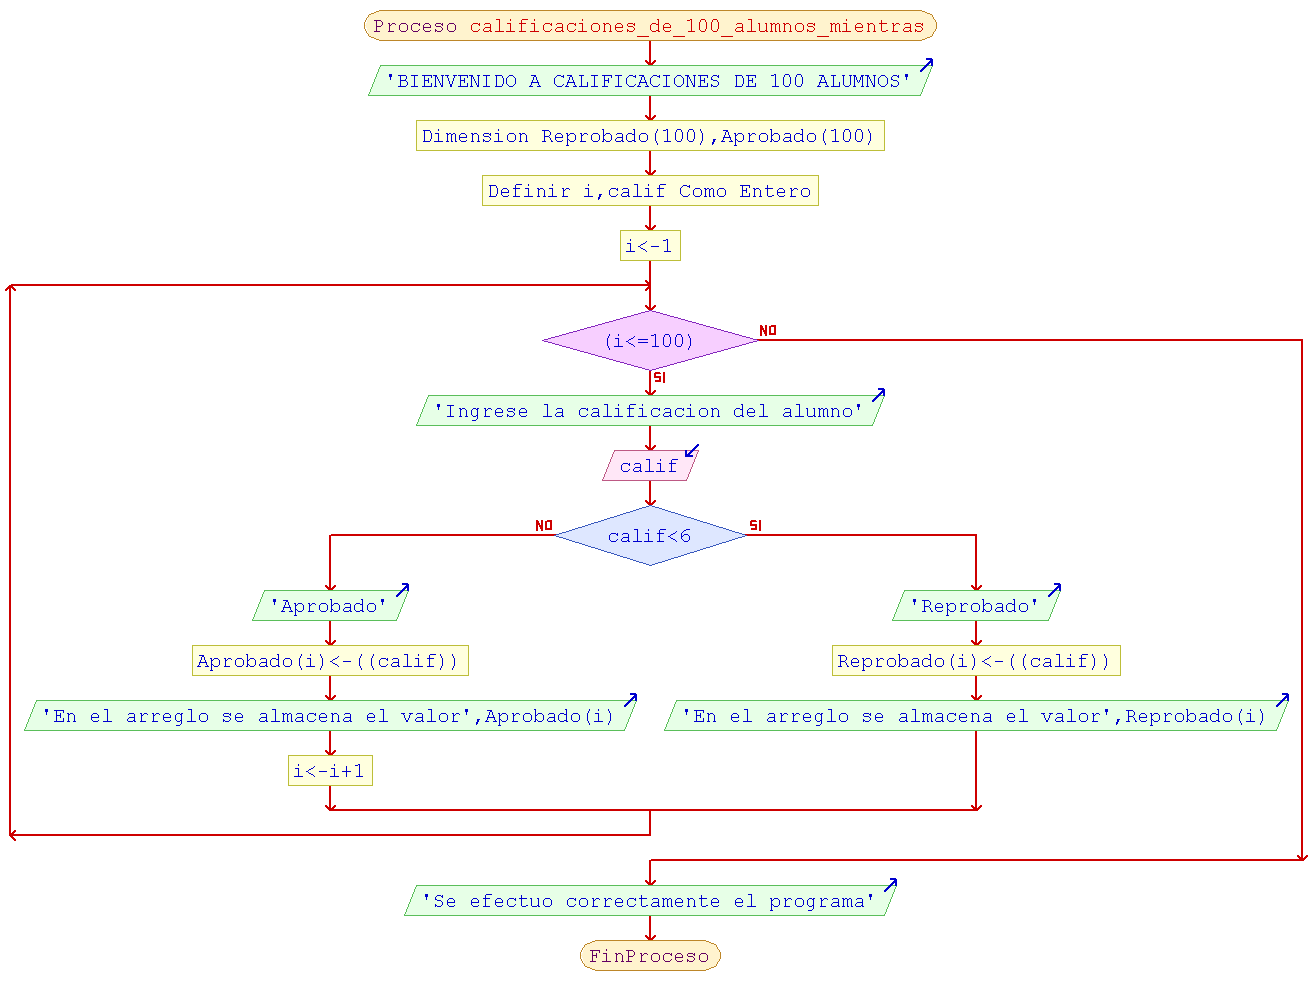 Proceso calificaciones_de_100_alumnos_mientras
'BIENVENIDO A CALIFICACIONES DE 100 ALUMNOS'
Dimension Reprobado(100),Aprobado(100)
Definir i,calif Como Entero
i<-1
(i<=100)
NO
SI
'Ingrese la calificacion del alumno'
calif
calif<6
NO
SI
'Aprobado'
'Reprobado'
Aprobado(i)<-((calif))
Reprobado(i)<-((calif))
'En el arreglo se almacena el valor',Aprobado(i)
'En el arreglo se almacena el valor',Reprobado(i)
i<-i+1
'Se efectuo correctamente el programa'
FinProceso